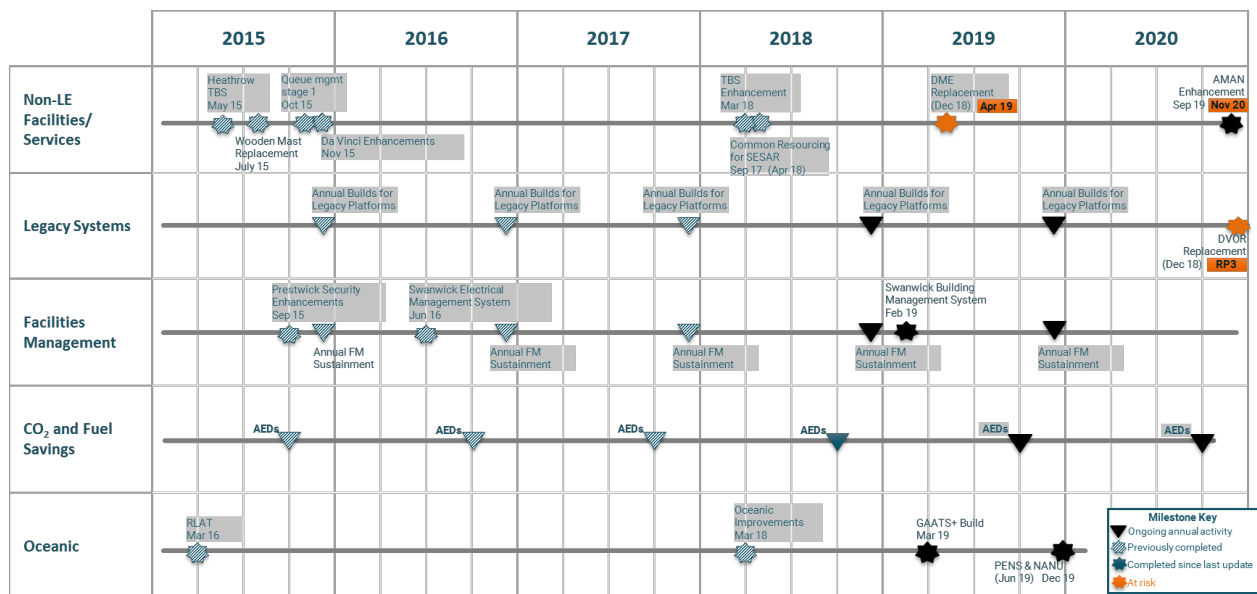 2015
2016
2017
2018
2019
2020
Non-LE
Facilities/
Services
Heathrow
TBS
May 15
Wooden Mast
Replacement
July 15
Queue mgmt
stage 1
Oct 15
Da Vinci Enhancements
Nov 15
TBS
Enhancement
Mar 18
Common Resourcing
for SESAR
Sep 17 (Apr 18)
DME
Replacement
(Dec 18) Apr 19
AMAN
Enhancement
Sep 19 Nov 20
Legacy Systems
Annual Builds for
Legacy Platforms
Annual Builds for
Legacy Platforms
Annual Builds for
Legacy Platforms
Annual Builds for
Legacy Platforms
Annual Builds for
Legacy Platforms
DVOR
Replacement
(Dec 18) RP3
Facilities
Management
Prestwick Security
Enhancements
Sep 15
Annual FM
Sustainment
Swanwick Electrical
Management System
Jun 16
Annual FM
Sustainment
Annual FM
Sustainment
Annual FM
Sustainment
Swanwick Building
Management System
Feb 19
Annual FM
Sustainment
CO2 and Fuel
Savings
AEDs
AEDs
AEDs
AEDs
AEDs
AEDs
Oceanic
RLAT
Mar 16
Oceanic
Improvements
Mar 18
GAATS+ Build
Mar 19
PENS & NANU
(Jun 19) Dec 19
Milestone Key
Ongoing annual activity
Previously completed
Completed since last update
At risk